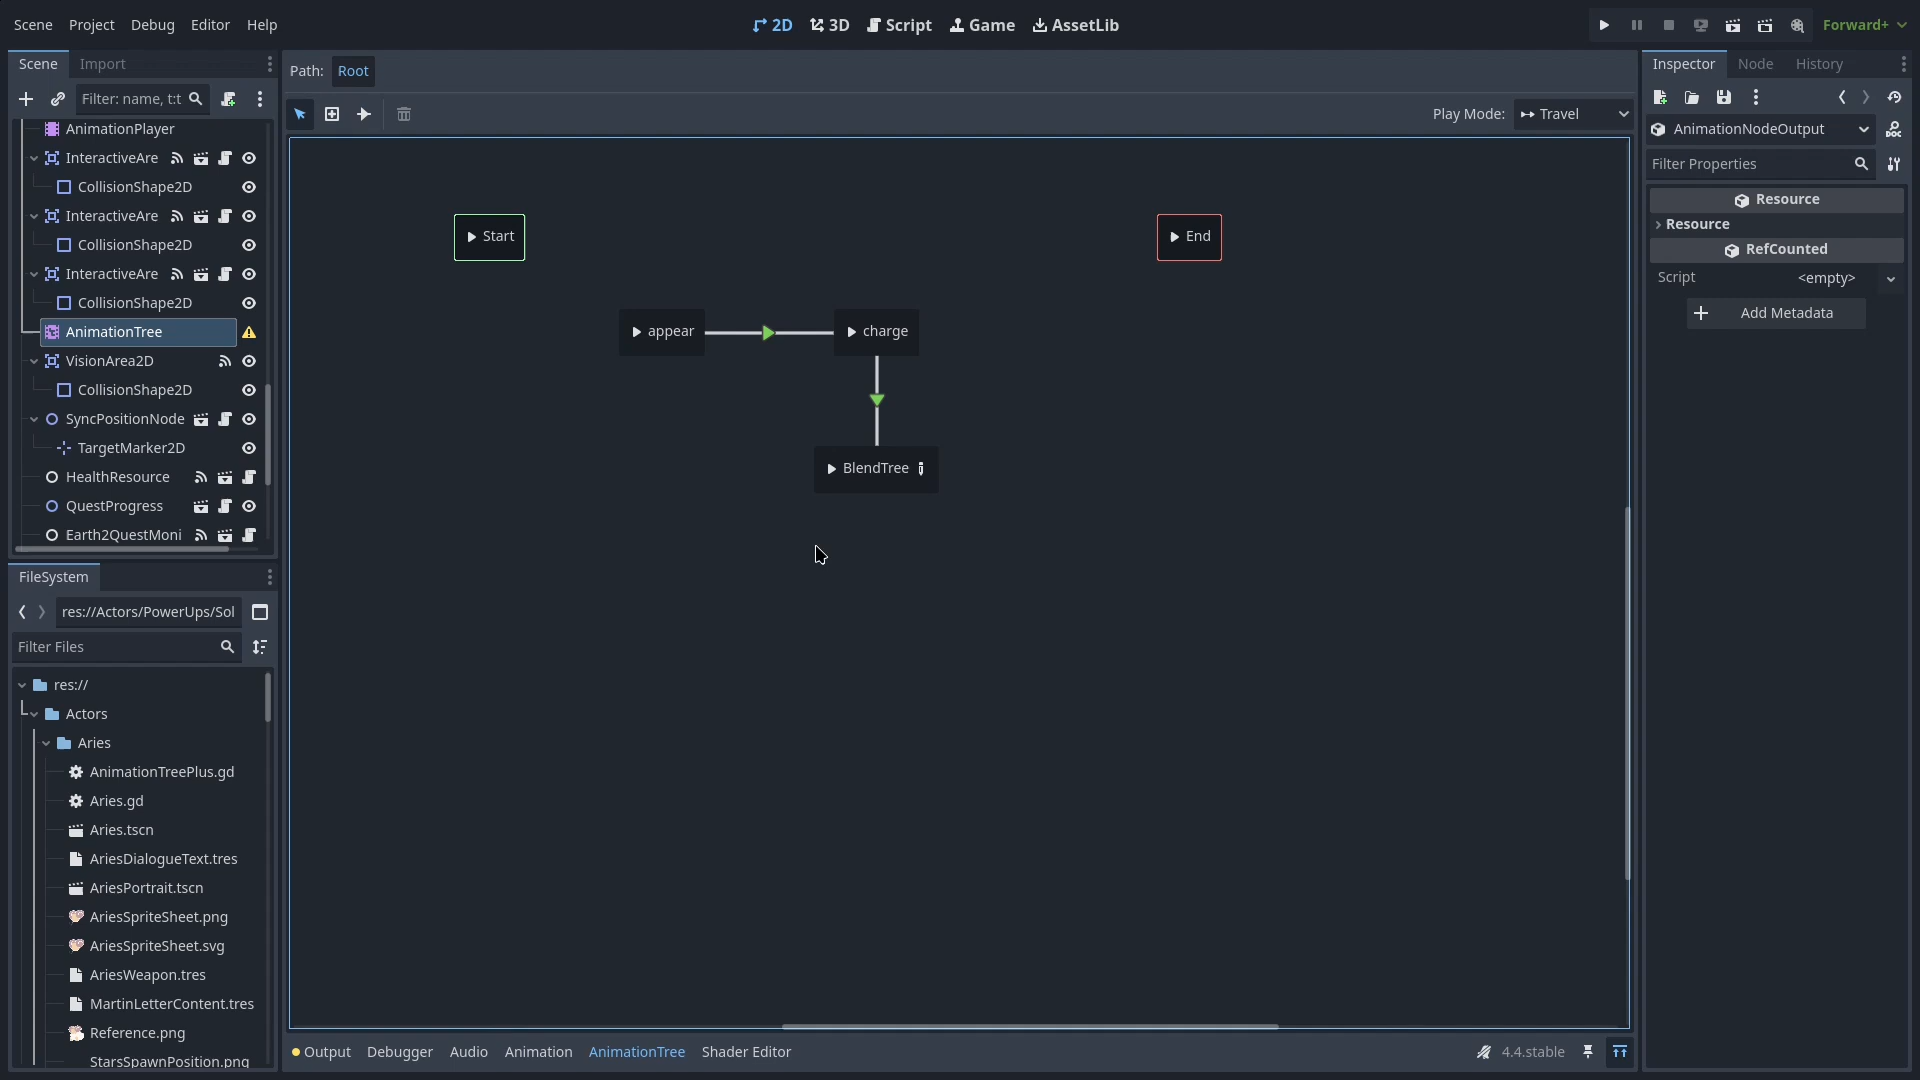 Scene Project Debug Editor Help
2D 3D Script Game AssetLib
Forward+
Scene Import
Filter: name, t:t
AnimationPlayer
InteractiveAre
CollisionShape2D
InteractiveAre
CollisionShape2D
InteractiveAre
CollisionShape2D
AnimationTree
VisionArea2D
CollisionShape2D
SyncPositionNode
TargetMarker2D
HealthResource
QuestProgress
Earth2QuestMoni
FileSystem
res://Actors/PowerUps/Sol
Filter Files
res://
Actors
Aries
AnimationTreePlus.gd
Aries.gd
Aries.tscn
AriesDialogueText.tres
AriesPortrait.tscn
AriesSpriteSheet.png
AriesSpriteSheet.svg
AriesWeapon.tres
MartinLetterContent.tres
Reference.png
StarsSpawnPosition.png
Path: Root
Play Mode: Travel
Start
End
appear
charge
BlendTree
Output Debugger Audio Animation AnimationTree Shader Editor
4.4.stable
Inspector Node History
AnimationNodeOutput
DOC
Filter Properties
Resource
Resource
RefCounted
Script <empty>
Add Metadata